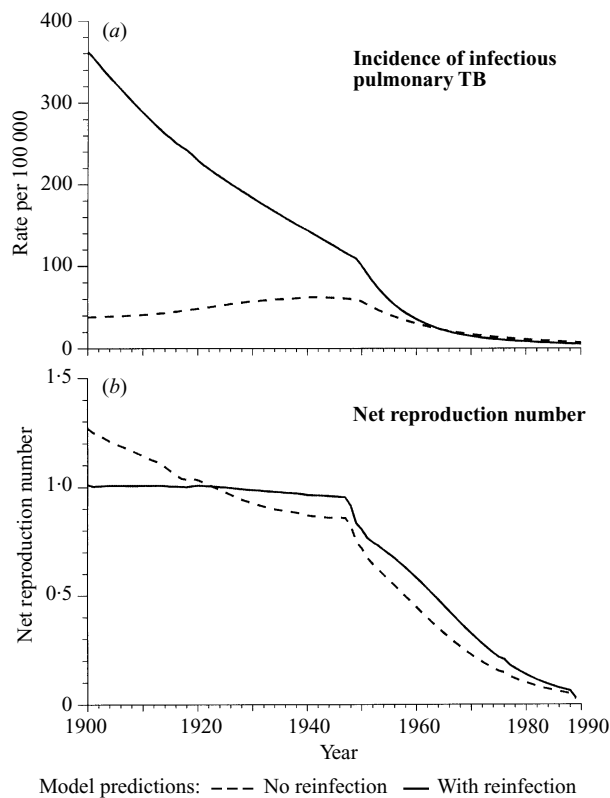 400
(a)
Incidence of infectious
pulmonary TB
300
200
100
0
Rate per 100 000
1·5
(b)
Net reproduction number
1·0
0·5
0
Net reproduction number
1900 1920 1940 1960 1980 1990
Year
Model predictions: No reinfection With reinfection